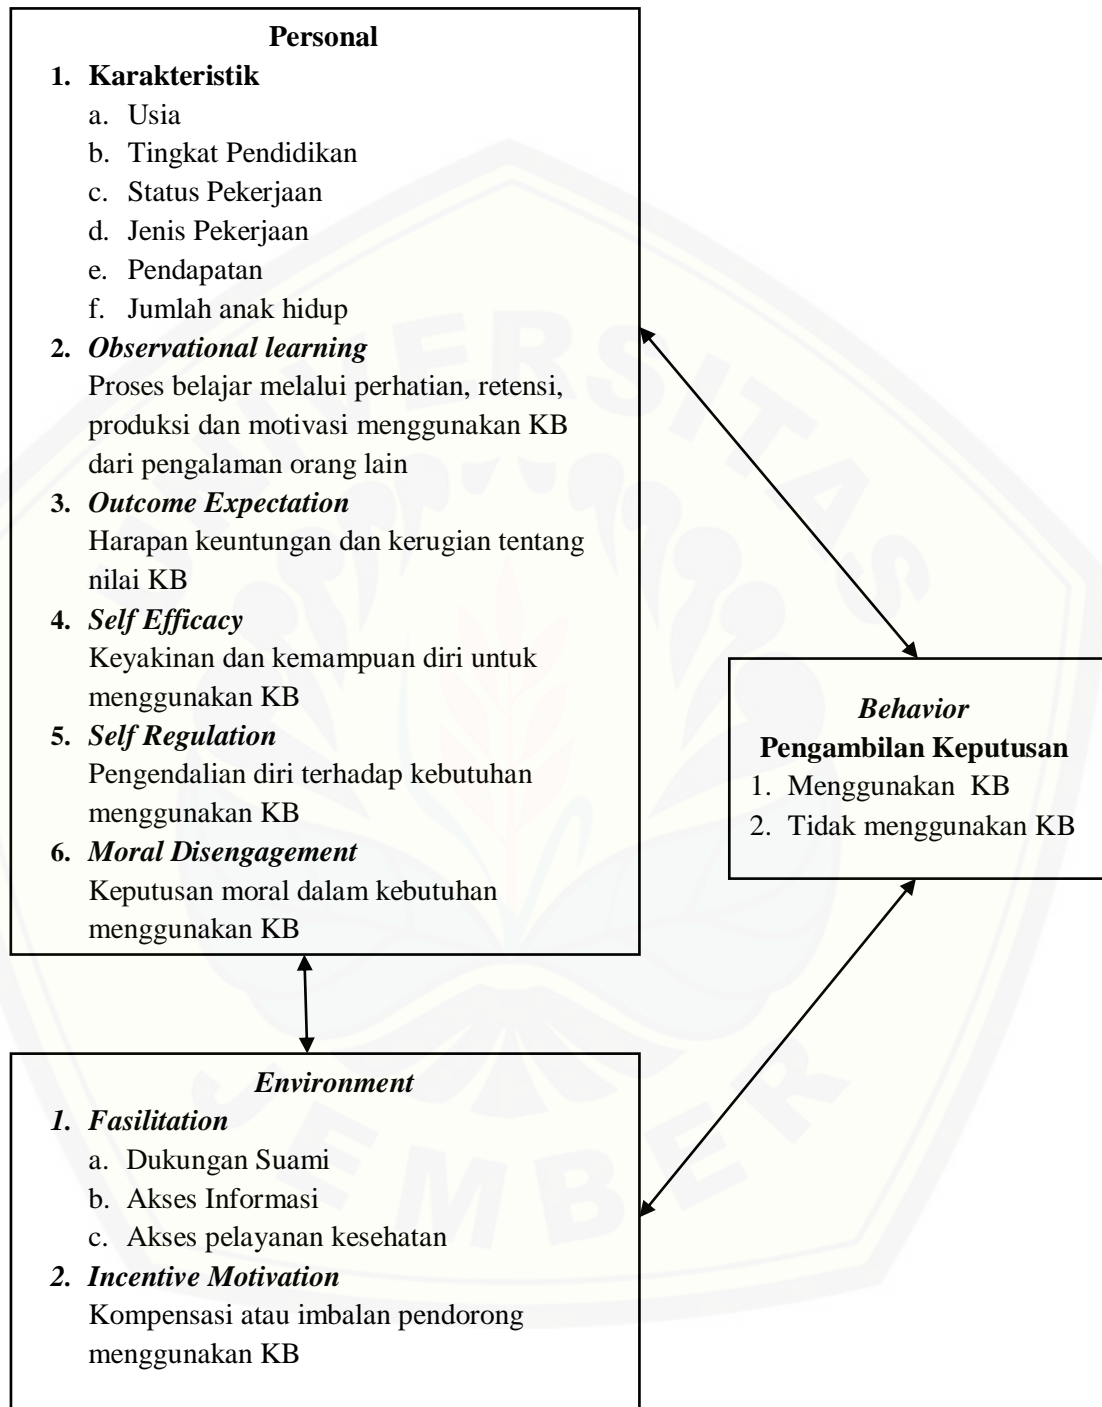 Personal
1. Karakteristik
a. Usia
b. Tingkat Pendidikan
c. Status Pekerjaan
d. Jenis Pekerjaan
e. Pendapatan
f. Jumlah anak hidup
2. Observational learning
Proses belajar melalui perhatian, retensi,
produksi dan motivasi menggunakan KB
dari pengalaman orang lain
3. Outcome Expectation
Harapan keuntungan dan kerugian tentang
nilai KB
4. Self Efficacy
Keyakinan dan kemampuan diri untuk
menggunakan KB
5. Self Regulation
Pengendalian diri terhadap kebutuhan
menggunakan KB
6. Moral Disengagement
Keputusan moral dalam kebutuhan
menggunakan KB
Behavior
Pengambilan Keputusan
1. Menggunakan KB
2. Tidak menggunakan KB
Environment
1. Fasilitation
a. Dukungan Suami
b. Akses Informasi
c. Akses pelayanan kesehatan
2. Incentive Motivation
Kompensasi atau imbalan pendorong
menggunakan KB
UNIVERSITAS
JEMBER